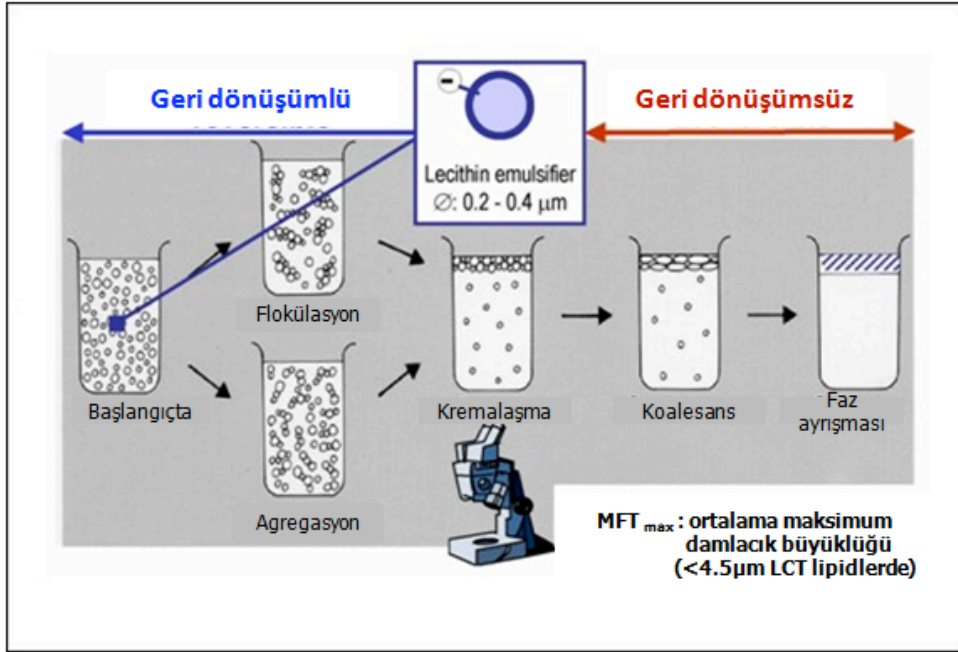 Geri dönüşümlü
Geri dönüşümsüz
Lecithin emulsifier
∅: 0.2 - 0.4 µm
Flokülasyon
Başlangıçta
Kremalaşma
Koalesans
Faz
ayrışması
Agregasyon
MFT max : ortalama maksimum
damlacık büyüklüğü
(<4.5µm LCT lipidlerde)